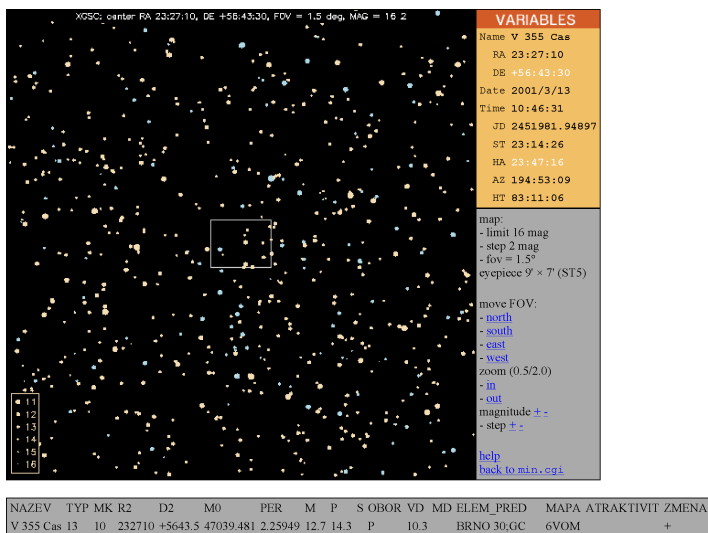 XGSC: center RA 23:27:10, DE +56:43:30, FOV = 1.5 deg, MAG = 16 2
11
12
13
14
15
16
VARIABLES
Name V 355 Cas
RA 23:27:10
DE +56:43:30
Date 2001/3/13
Time 10:46:31
JD 2451981.94897
ST 23:14:26
HA 23:47:16
AZ 194:53:09
HT 83:11:06
map:
- limit 16 mag
- step 2 mag
- fov = 1.5°
eyepiece 9' × 7' (ST5)
move FOV:
- north
- south
- east
- west
zoom (0.5/2.0)
- in
- out
magnitude + -
- step + -
help
back to min.cgi
NAZEV TYP MK R2 D2 M0 PER M P S OBOR VD MD ELEM_PRED MAPA ATRAKTIVIT ZMENA
V 355 Cas 13 10 232710 +5643.5 47039.481 2.25949 12.7 14.3 P 10.3 BRNO 30;GC 6VOM +